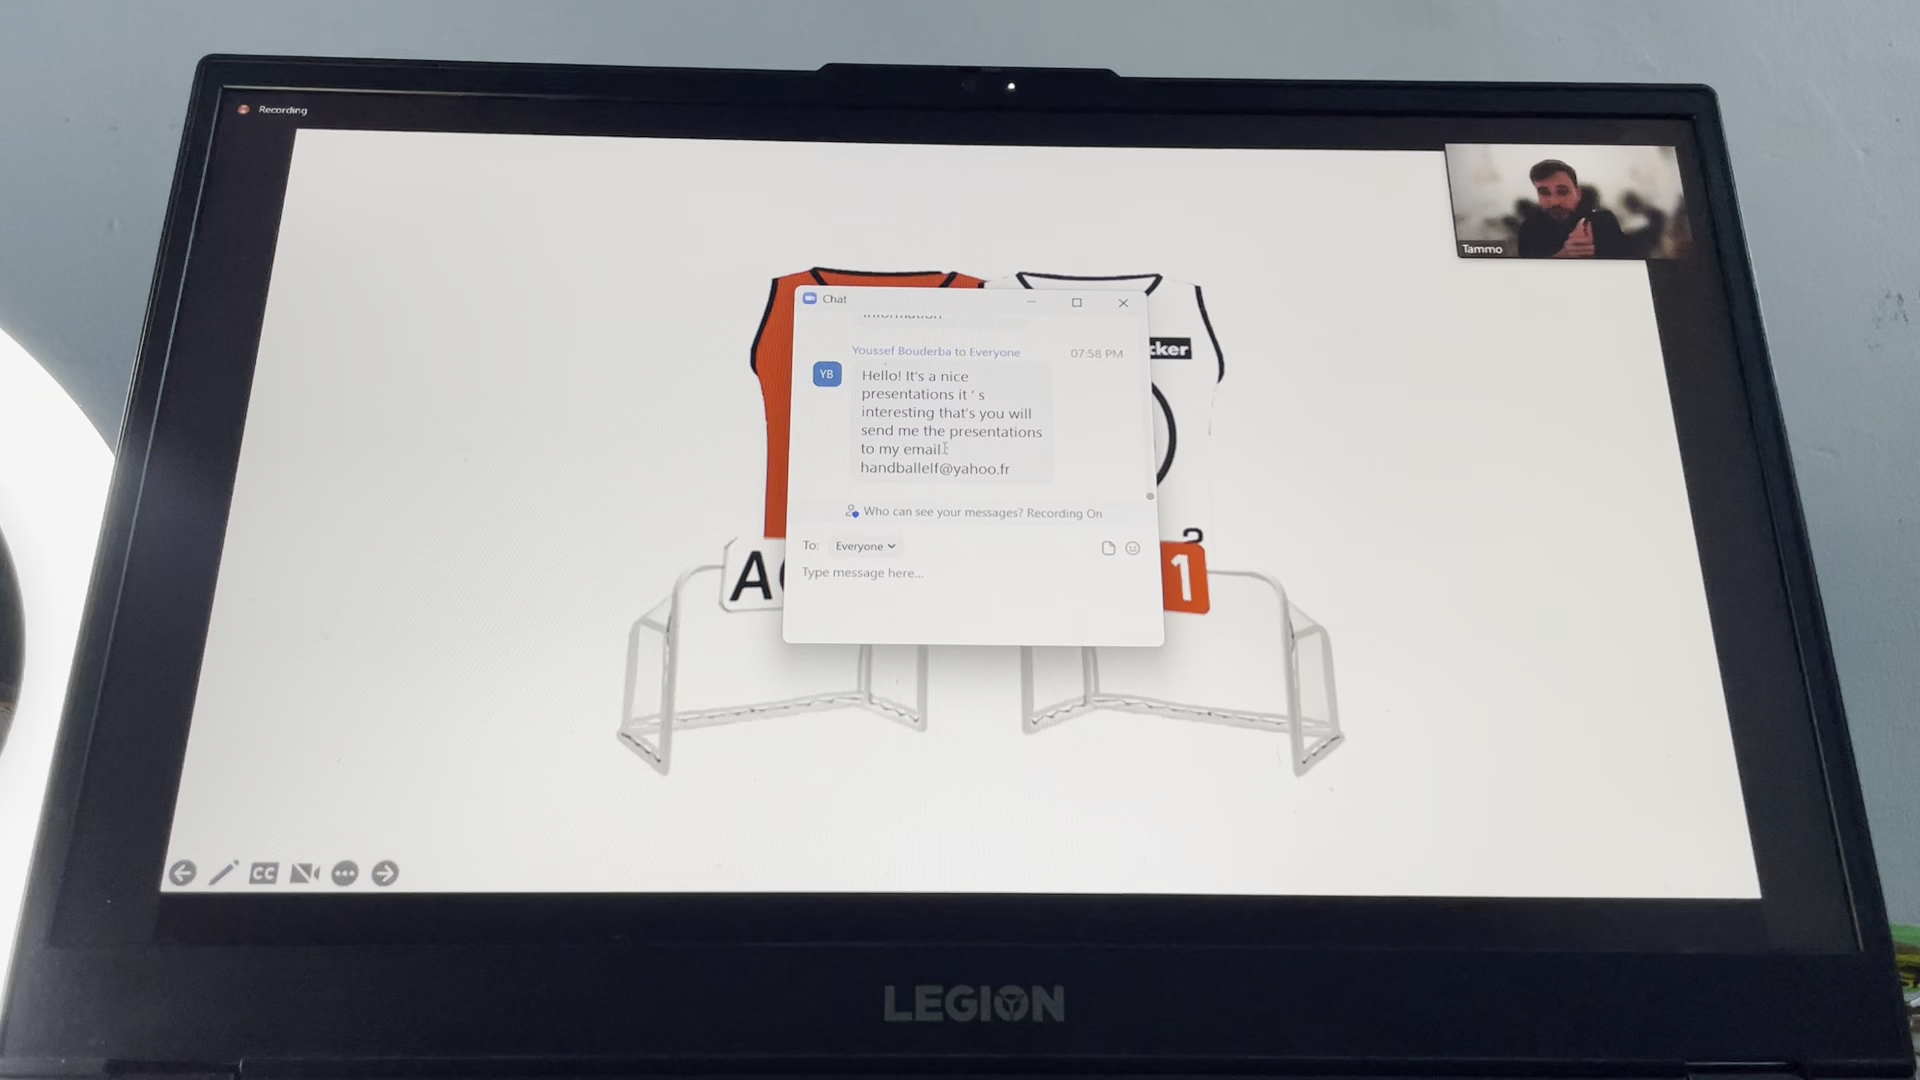 Recording
Tammo
Chat
Youssef Bouderba to Everyone
07:58 PM
YB
Hello! It's a nice
presentations it ' s
interesting that's you will
send me the presentations
to my email:
handballelf@yahoo.fr
Who can see your messages? Recording On
To: Everyone
Type message here...
cker
A
1
CC
LEGION